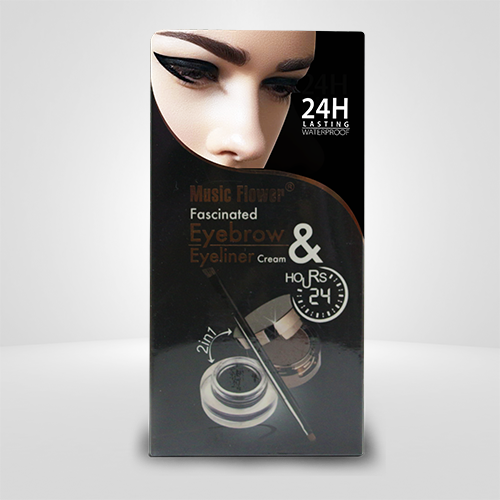 24H
LASTING
WATERPROOF
Music Flower®
Fascinated
Eyebrow
&
Eyeliner Cream
HOURS
24
2in1